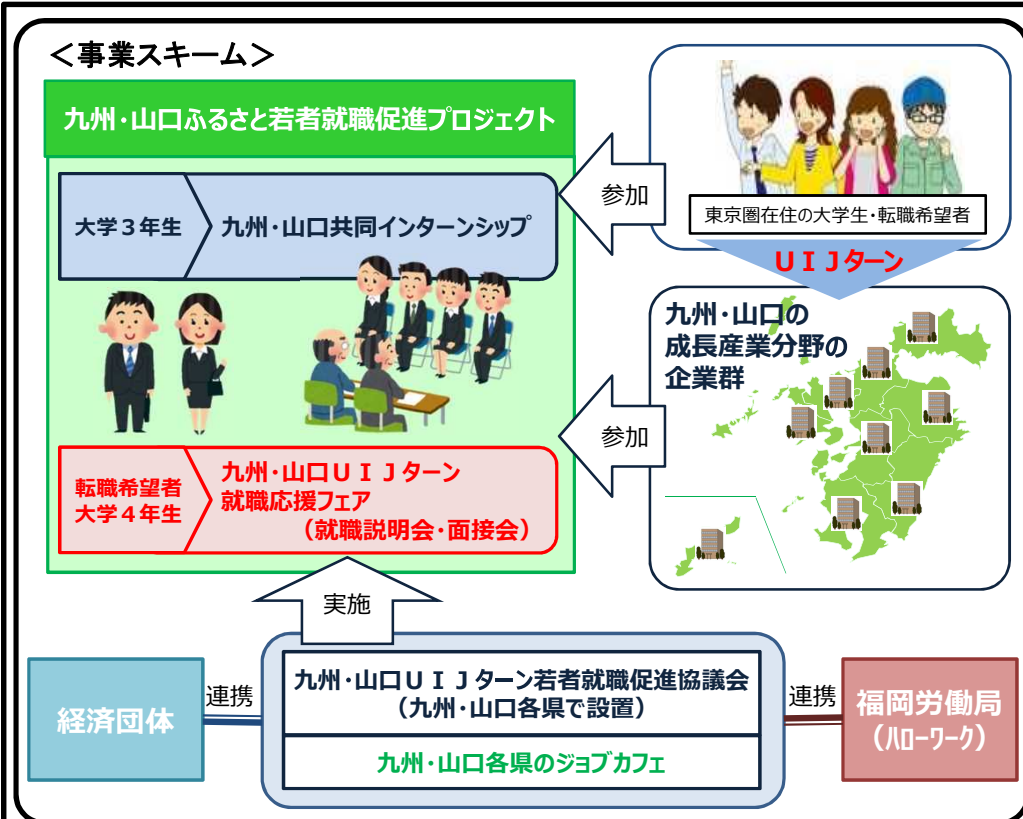 ＜事業スキーム＞
九州・山口ふるさと若者就職促進プロジェクト
大学３年生
九州・山口共同インターンシップ
参加
東京圏在住の大学生・転職希望者
ＵＩＪターン
九州・山口の
成長産業分野の
企業群
参加
転職希望者
大学４年生
九州・山口ＵＩＪターン
就職応援フェア
（就職説明会・面接会）
実施
経済団体
連携
九州・山口ＵＩＪターン若者就職促進協議会
（九州・山口各県で設置）
九州・山口各県のジョブカフェ
連携
福岡労働局
（ﾊﾛｰﾜｰｸ）